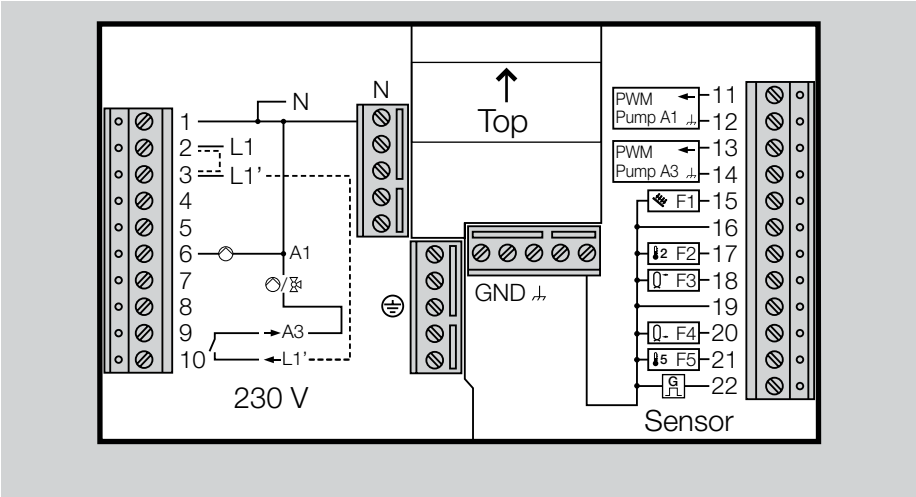 N
1 N
2 L1
3 L1'
4
5
6 A1
7
8
9 A3
10 L1'
230 V
Top
GND
PWM
Pump A1
11
12
PWM
Pump A3
13
14
F1 15
16
2 F2 17
F3 18
19
F4 20
5 F5 21
G 22
Sensor